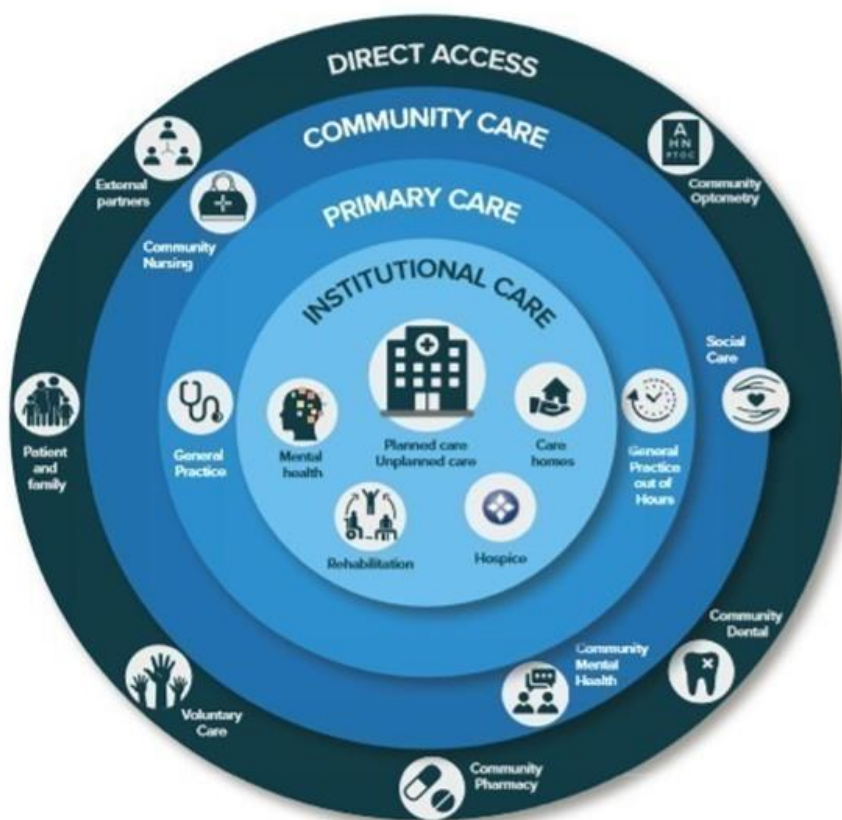 DIRECT ACCESS
COMMUNITY CARE
PRIMARY CARE
INSTITUTIONAL CARE
External
partners
Community
Nursing
A
HN
PTOC
Community
Optometry
Social
Care
Patient
and
family
General
Practice
Mental
health
Planned care
Unplanned care
Care
homes
General
Practice
out of
Hours
Rehabilitation
Hospice
Community
Dental
Community
Mental
Health
Voluntary
Care
Community
Pharmacy